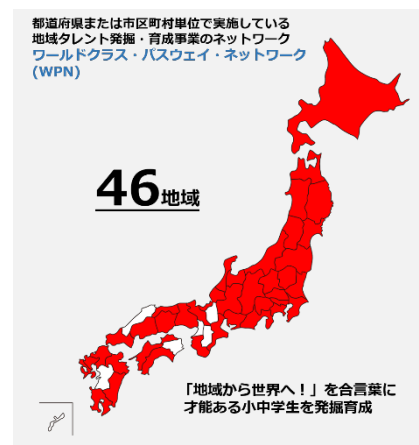 都道府県または市区町村単位で実施している
地域タレント発掘・育成事業のネットワーク
ワールドクラス・パスウェイ・ネットワーク
(WPN)
46地域
「地域から世界へ！」を合言葉に
才能ある小中学生を発掘育成